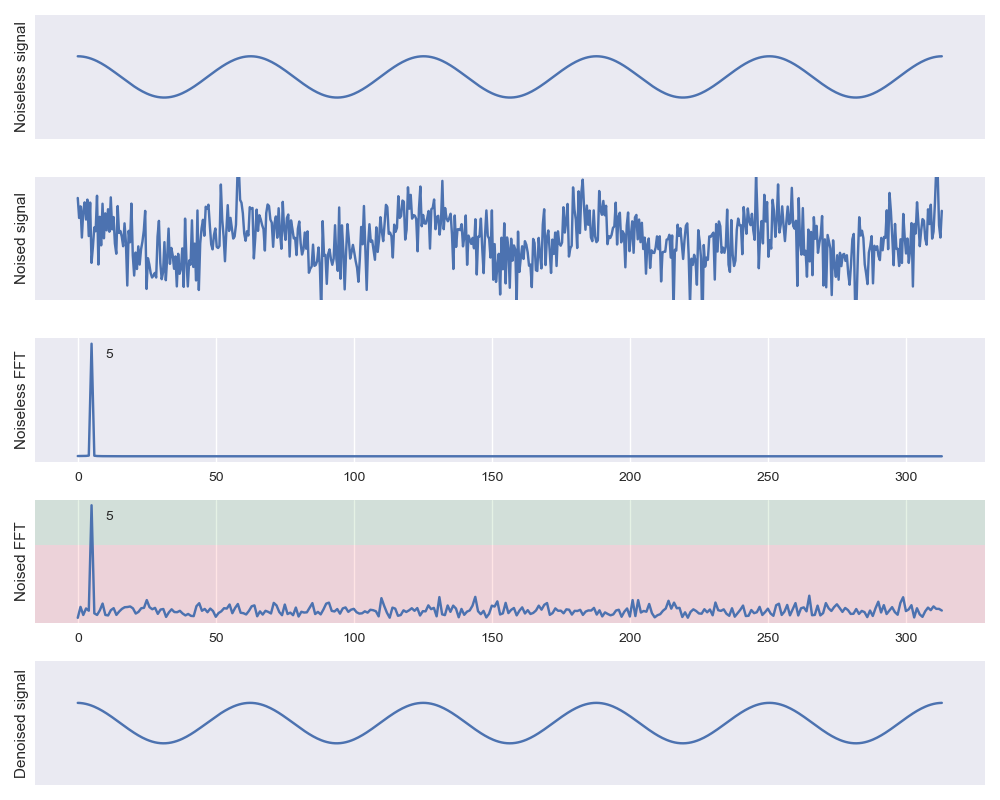 Noiseless signal
Noised signal
Noiseless FFT
5
0 50 100 150 200 250 300
Noised FFT
5
0 50 100 150 200 250 300
Denoised signal